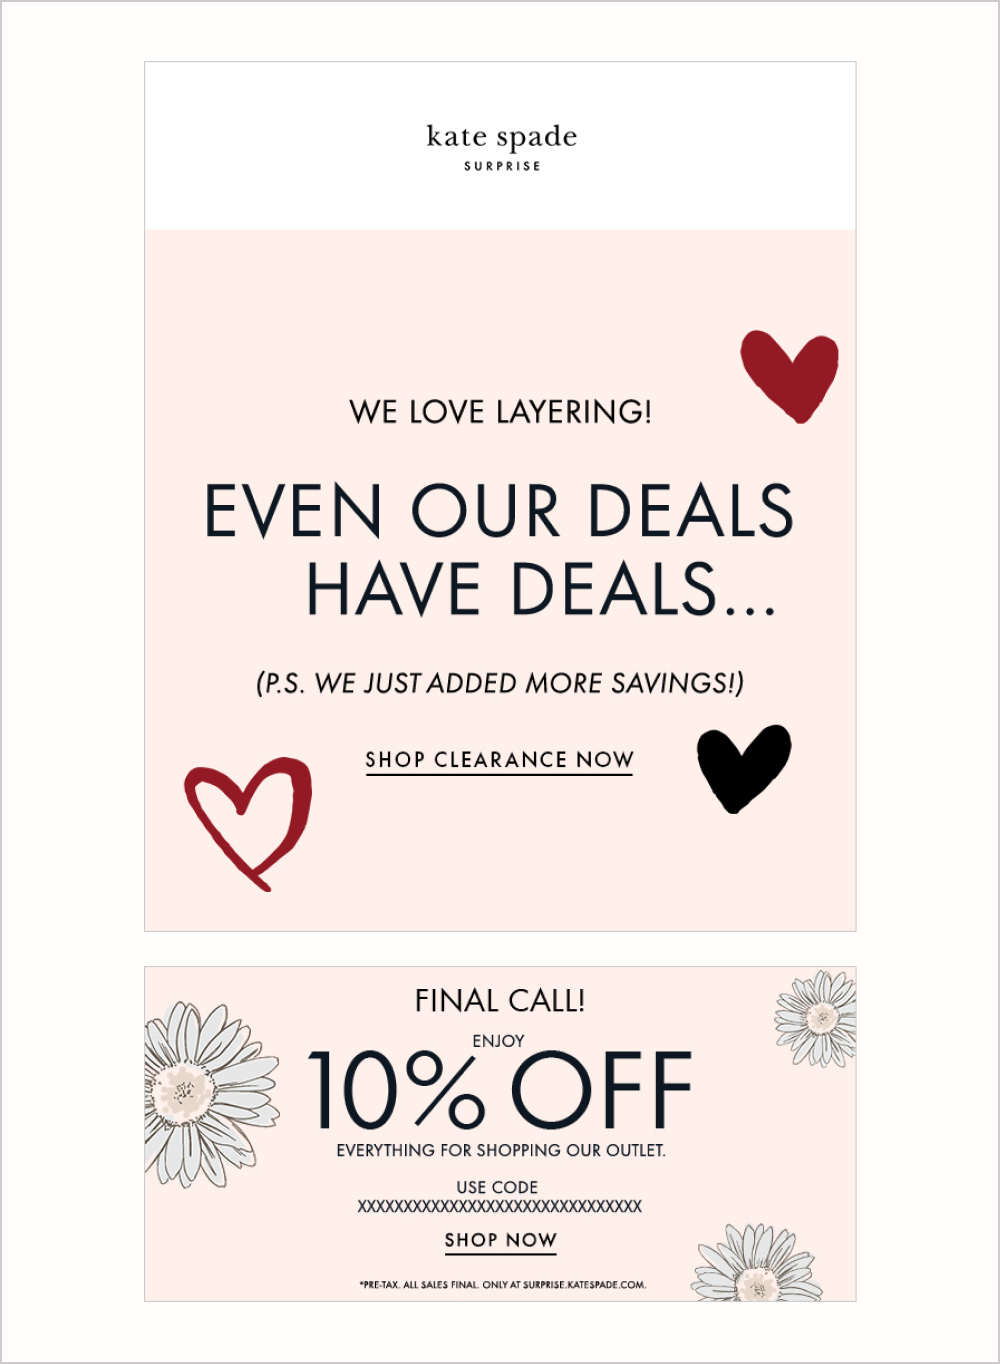 kate spade
SURPRISE
WE LOVE LAYERING!
EVEN OUR DEALS
HAVE DEALS...
(P.S. WE JUST ADDED MORE SAVINGS!)
SHOP CLEARANCE NOW
FINAL CALL!
ENJOY
10% OFF
EVERYTHING FOR SHOPPING OUR OUTLET.
USE CODE
XXXXXXXXXXXXXXXXXXXXXXXXXXXXXXX
SHOP NOW
*PRE-TAX. ALL SALES FINAL. ONLY AT SURPRISE.KATESPADE.COM.